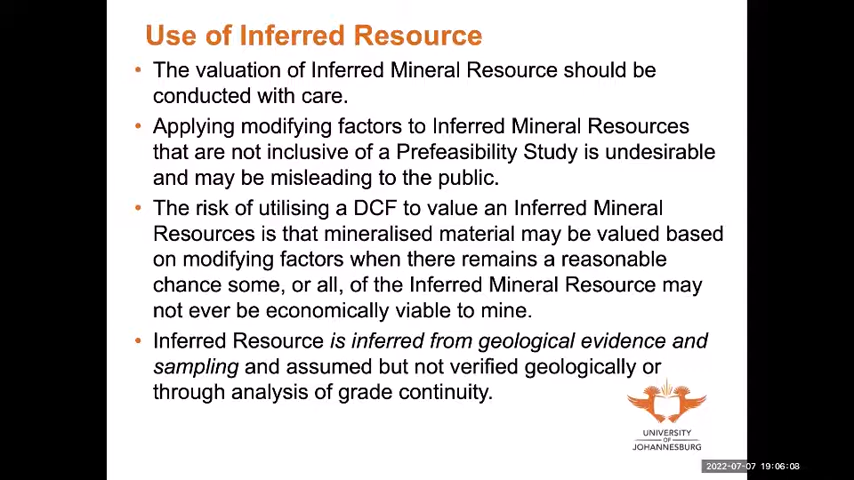 Use of Inferred Resource
• The valuation of Inferred Mineral Resource should be
conducted with care.
• Applying modifying factors to Inferred Mineral Resources
that are not inclusive of a Prefeasibility Study is undesirable
and may be misleading to the public.
• The risk of utilising a DCF to value an Inferred Mineral
Resources is that mineralised material may be valued based
on modifying factors when there remains a reasonable
chance some, or all, of the Inferred Mineral Resource may
not ever be economically viable to mine.
• Inferred Resource is inferred from geological evidence and
sampling and assumed but not verified geologically or
through analysis of grade continuity.
UNIVERSITY
OF
JOHANNESBURG
2022-07-07 19:06:08